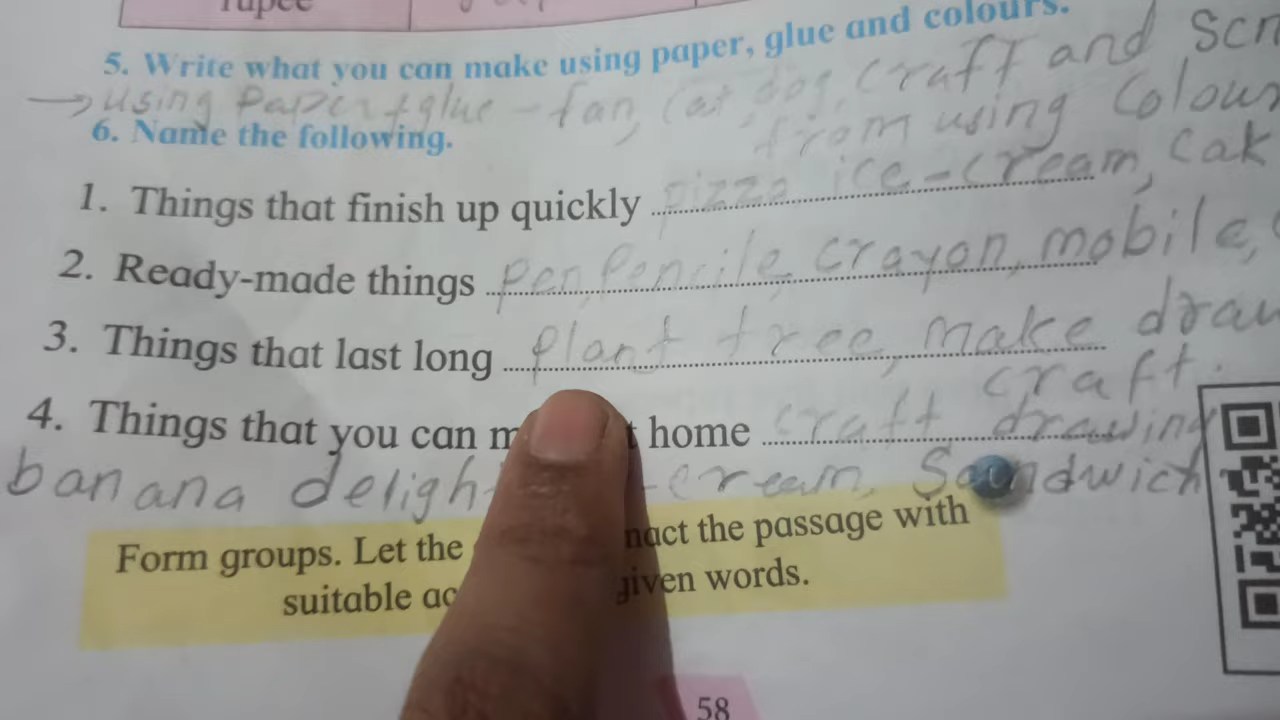 rupee
5. Write what you can make using paper, glue and colours.
using Paper + glue - fan, Cat, dog, Craft and Scr
from using Colour
6. Name the following.
1. Things that finish up quickly pizza ice-cream, Cak
2. Ready-made things pen, Pencile, crayon, mobile,
3. Things that last long plant tree, make draw
craft.
4. Things that you can m t home craft drawing
banana deligh cream, Sandwich
Form groups. Let the nact the passage with
suitable ac given words.
58